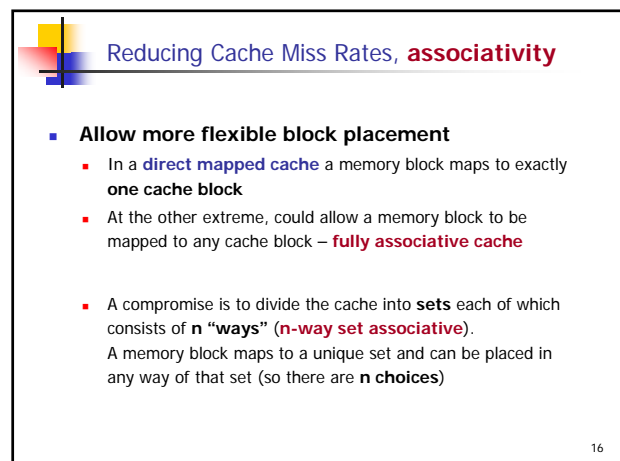 Reducing Cache Miss Rates, associativity
▪ Allow more flexible block placement
▪ In a direct mapped cache a memory block maps to exactly
one cache block
▪ At the other extreme, could allow a memory block to be
mapped to any cache block – fully associative cache
▪ A compromise is to divide the cache into sets each of which
consists of n “ways” (n-way set associative).
A memory block maps to a unique set and can be placed in
any way of that set (so there are n choices)
16